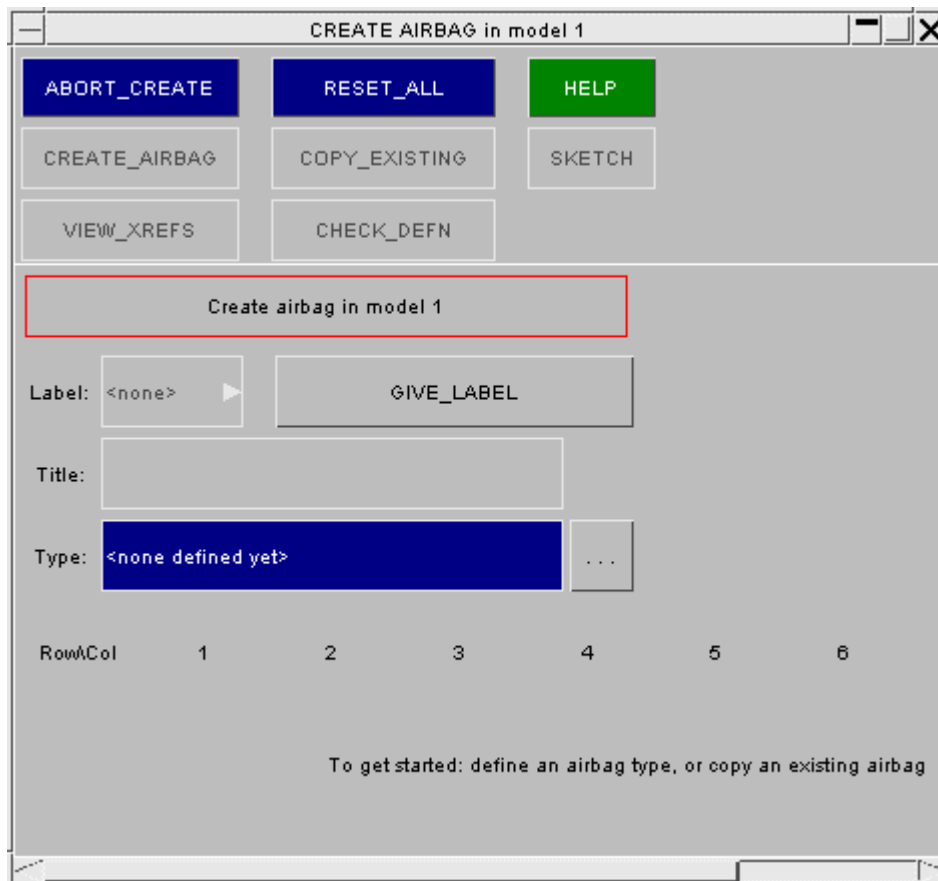 CREATE AIRBAG in model 1
ABORT_CREATE RESET_ALL HELP
CREATE_AIRBAG COPY_EXISTING SKETCH
VIEW_XREFS CHECK_DEFN
Create airbag in model 1
Label: <none> GIVE_LABEL
Title:
Type: <none defined yet> ...
Row\Col 1 2 3 4 5 6
To get started: define an airbag type, or copy an existing airbag